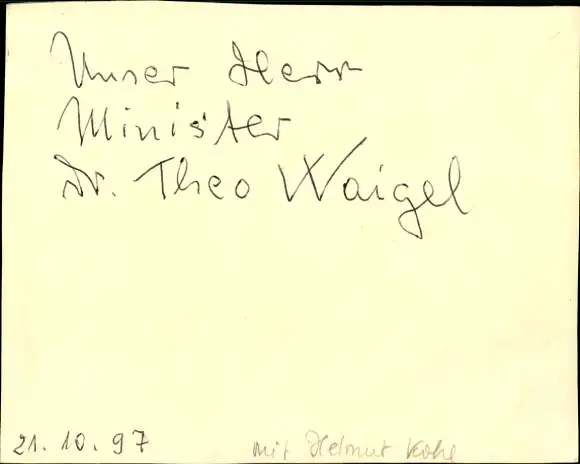 Unser Herr
Minister
Dr. Theo Waigel
21.10.97
mit Helmut Kohl